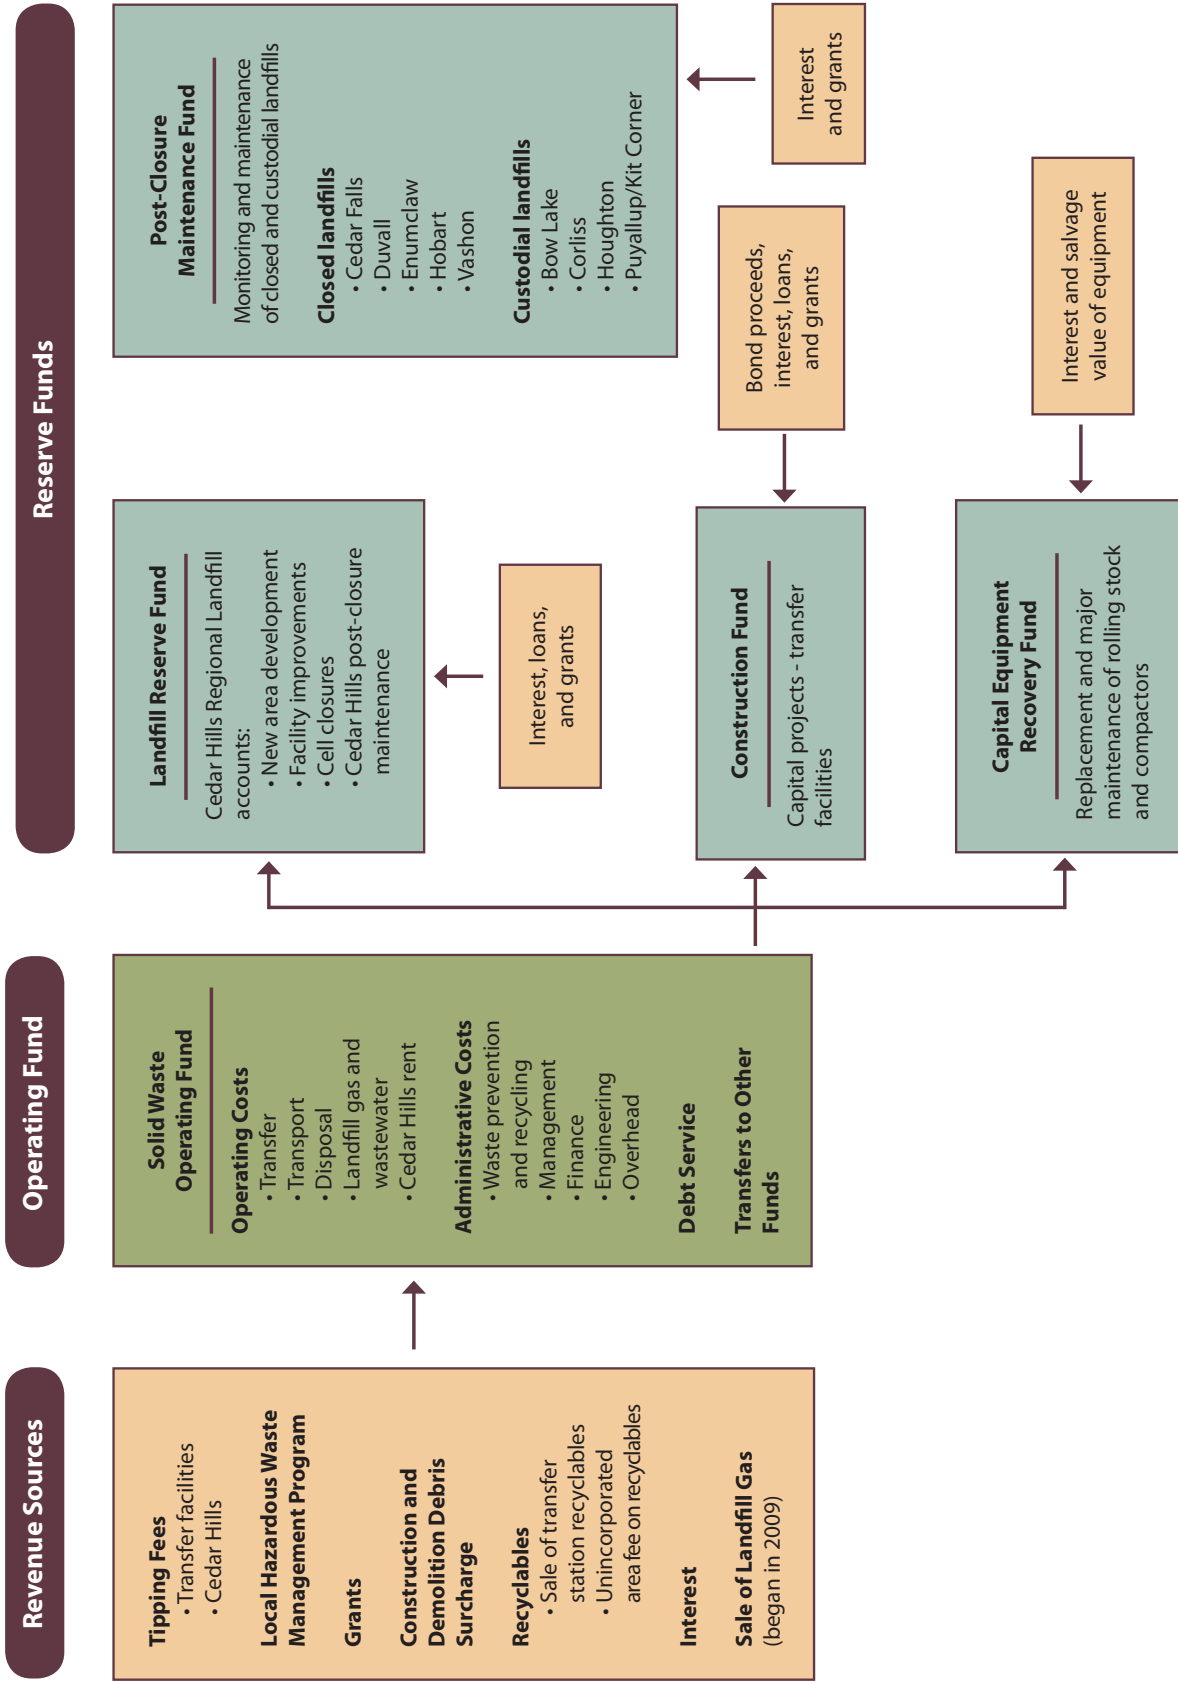 Revenue Sources
Tipping Fees
• Transfer facilities
• Cedar Hills
Local Hazardous Waste
Management Program
Grants
Construction and
Demolition Debris
Surcharge
Recyclables
• Sale of transfer
station recyclables
• Unincorporated
area fee on recyclables
Interest
Sale of Landfill Gas
(began in 2009)
Operating Fund
Solid Waste
Operating Fund
Operating Costs
• Transfer
• Transport
• Disposal
• Landfill gas and
wastewater
• Cedar Hills rent
Administrative Costs
• Waste prevention
and recycling
• Management
• Finance
• Engineering
• Overhead
Debt Service
Transfers to Other
Funds
Reserve Funds
Landfill Reserve Fund
Cedar Hills Regional Landfill
accounts:
• New area development
• Facility improvements
• Cell closures
• Cedar Hills post-closure
maintenance
Interest, loans,
and grants
Construction Fund
Capital projects - transfer
facilities
Bond proceeds,
interest, loans,
and grants
Capital Equipment
Recovery Fund
Replacement and major
maintenance of rolling stock
and compactors
Interest and salvage
value of equipment
Post-Closure
Maintenance Fund
Monitoring and maintenance
of closed and custodial landfills
Closed landfills
• Cedar Falls
• Duvall
• Enumclaw
• Hobart
• Vashon
Custodial landfills
• Bow Lake
• Corliss
• Houghton
• Puyallup/Kit Corner
Interest
and grants